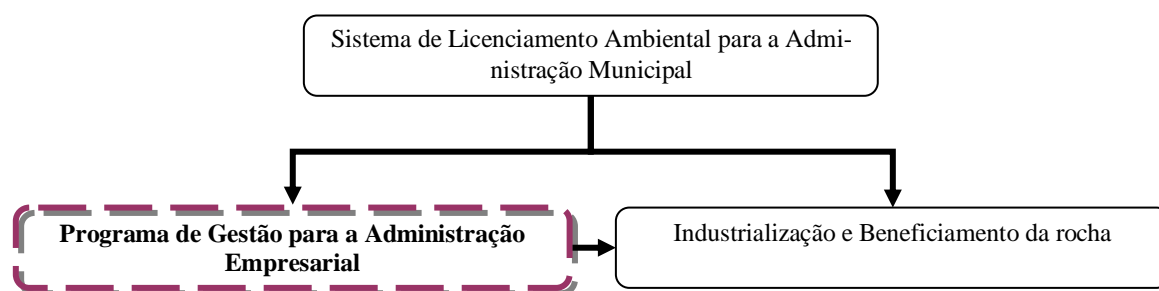 Sistema de Licenciamento Ambiental para a Admi-
nistração Municipal
Programa de Gestão para a Administração
Empresarial
Industrialização e Beneficiamento da rocha